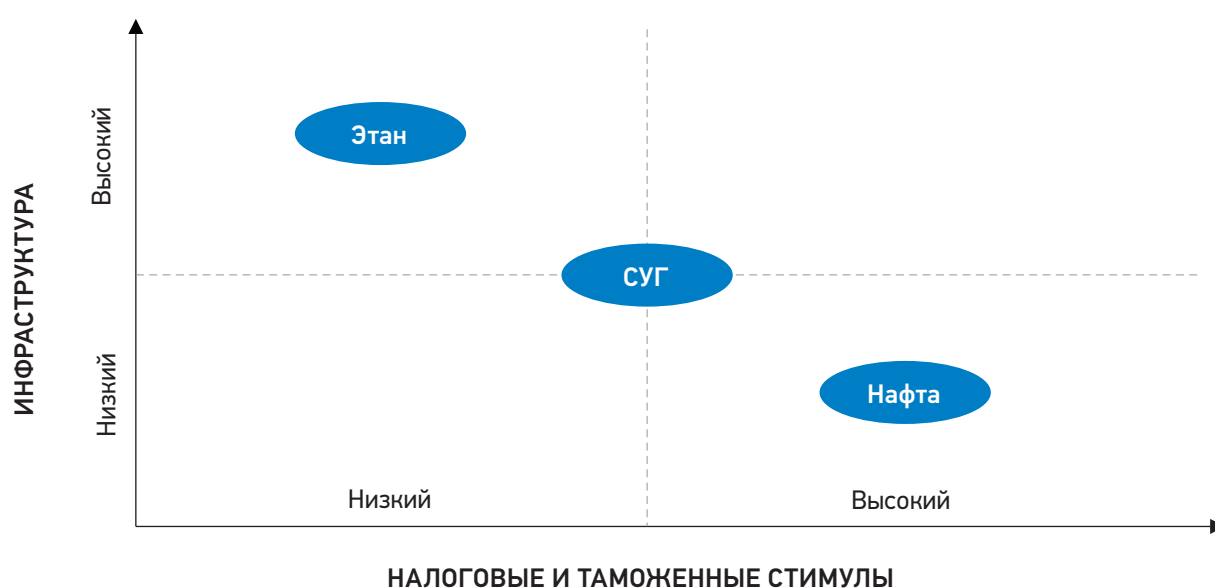 ИНФРАСТРУКТУРА
Высокий
Низкий
Этан
СУГ
Нафта
Низкий
Высокий
НАЛОГОВЫЕ И ТАМОЖЕННЫЕ СТИМУЛЫ